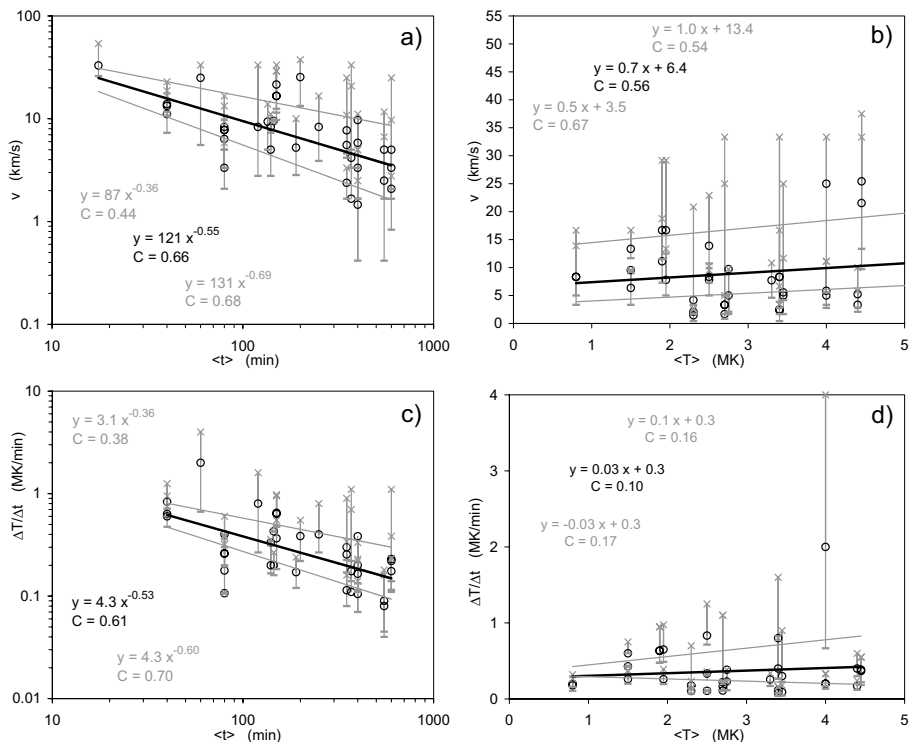 a)
100
10
1
0.1
v (km/s)
y = 87 x^-0.36
C = 0.44
y = 121 x^-0.55
C = 0.66
y = 131 x^-0.69
C = 0.68
10 100 1000
<t> (min)
b)
55
50
45
40
35
30
25
20
15
10
5
0
v (km/s)
y = 1.0 x + 13.4
C = 0.54
y = 0.7 x + 6.4
C = 0.56
y = 0.5 x + 3.5
C = 0.67
0 1 2 3 4 5
<T> (MK)
c)
10
1
0.1
0.01
ΔT/Δt (MK/min)
y = 3.1 x^-0.36
C = 0.38
y = 4.3 x^-0.53
C = 0.61
y = 4.3 x^-0.60
C = 0.70
10 100 1000
<t> (min)
d)
4
3
2
1
0
ΔT/Δt (MK/min)
y = 0.1 x + 0.3
C = 0.16
y = 0.03 x + 0.3
C = 0.10
y = -0.03 x + 0.3
C = 0.17
0 1 2 3 4 5
<T> (MK)